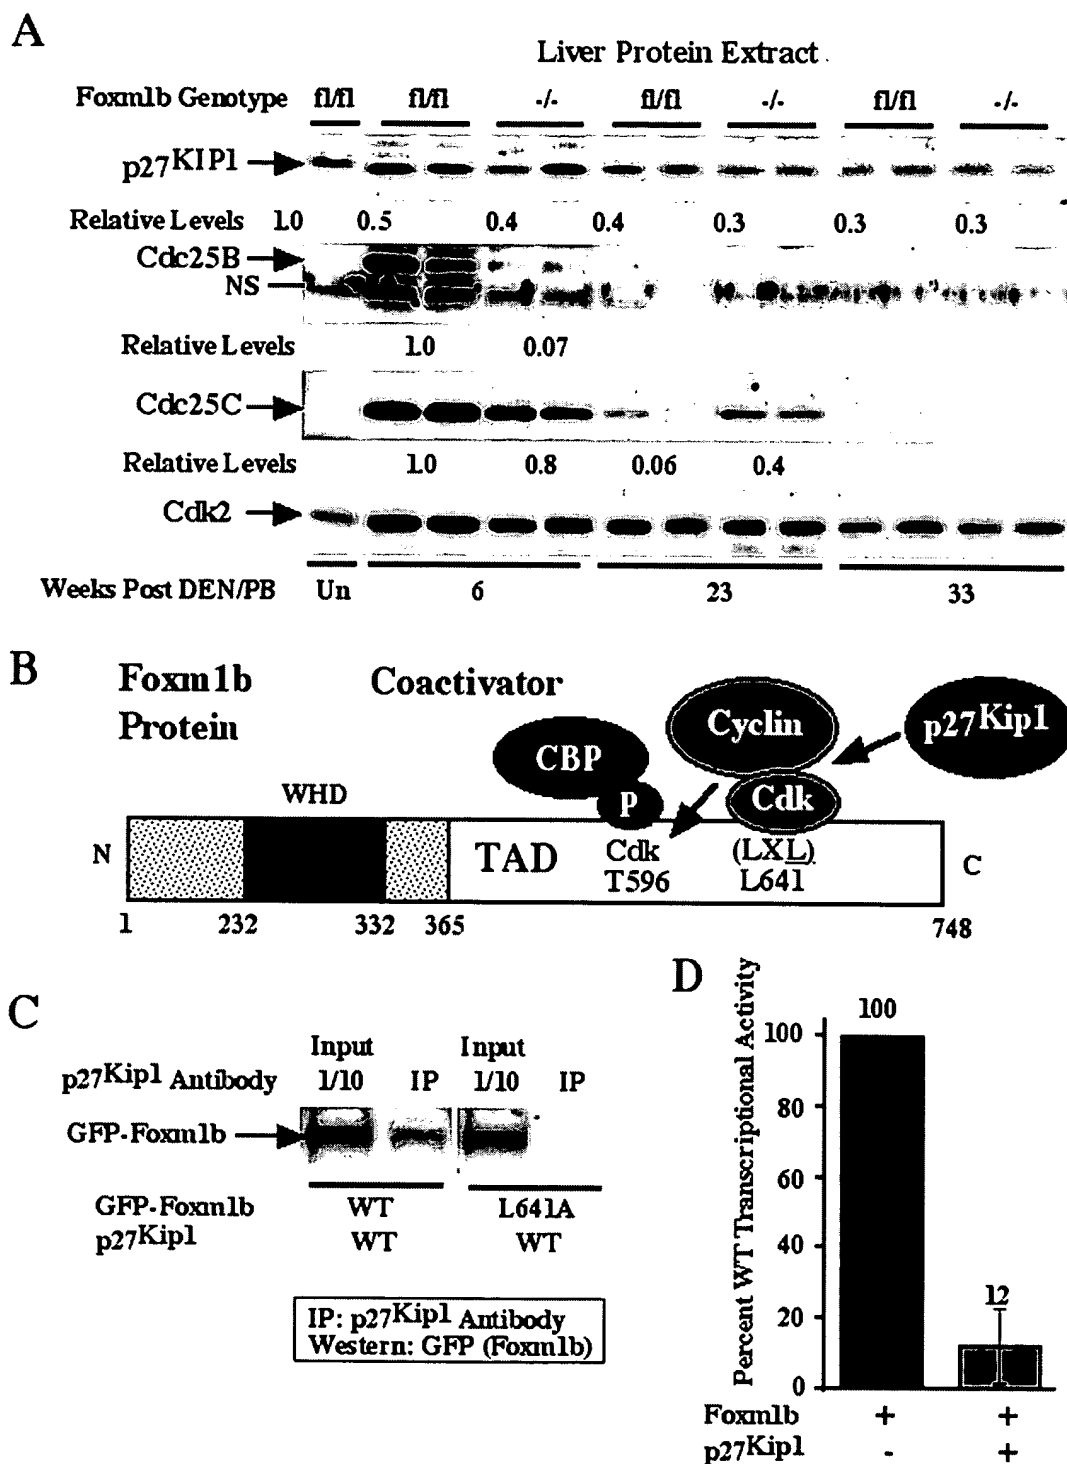 A
Liver Protein Extract
Foxm1b Genotype fl/fl fl/fl -/- fl/fl -/- fl/fl -/-
p27KIP1
Relative Levels 1.0 0.5 0.4 0.4 0.3 0.3 0.3
Cdc25B
NS
Relative Levels 1.0 0.07
Cdc25C
Relative Levels 1.0 0.8 0.06 0.4
Cdk2
Weeks Post DEN/PB Un 6 23 33
B
Foxm1b Protein
Coactivator
CBP
P
Cyclin
Cdk
p27Kip1
WHD
N
TAD
Cdk
T596
(LXL)
L641
C
1 232 332 365 748
C
Input Input
p27Kip1 Antibody 1/10 IP 1/10 IP
GFP-Foxm1b
GFP-Foxm1b WT L641A
p27Kip1 WT WT
IP: p27Kip1 Antibody
Western: GFP (Foxm1b)
D
Percent WT Transcriptional Activity
100
80
60
40
20
0
100
12
Foxm1b + +
p27Kip1 - +